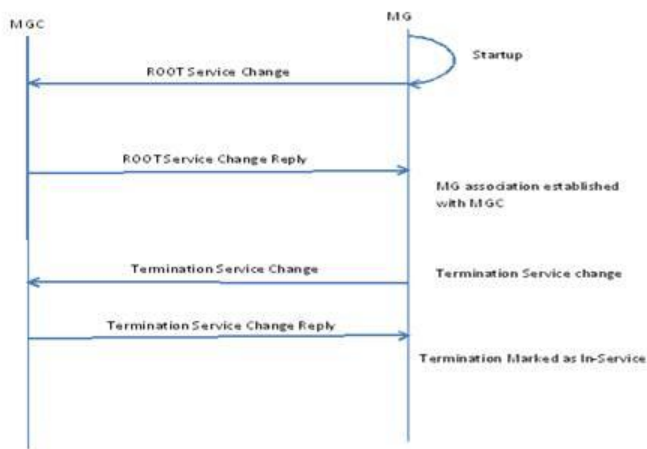 MGC
MG
Startup
ROOT Service Change
ROOT Service Change Reply
MG association established
with MGC
Termination Service Change
Termination Service change
Termination Service Change Reply
Termination Marked as In-Service